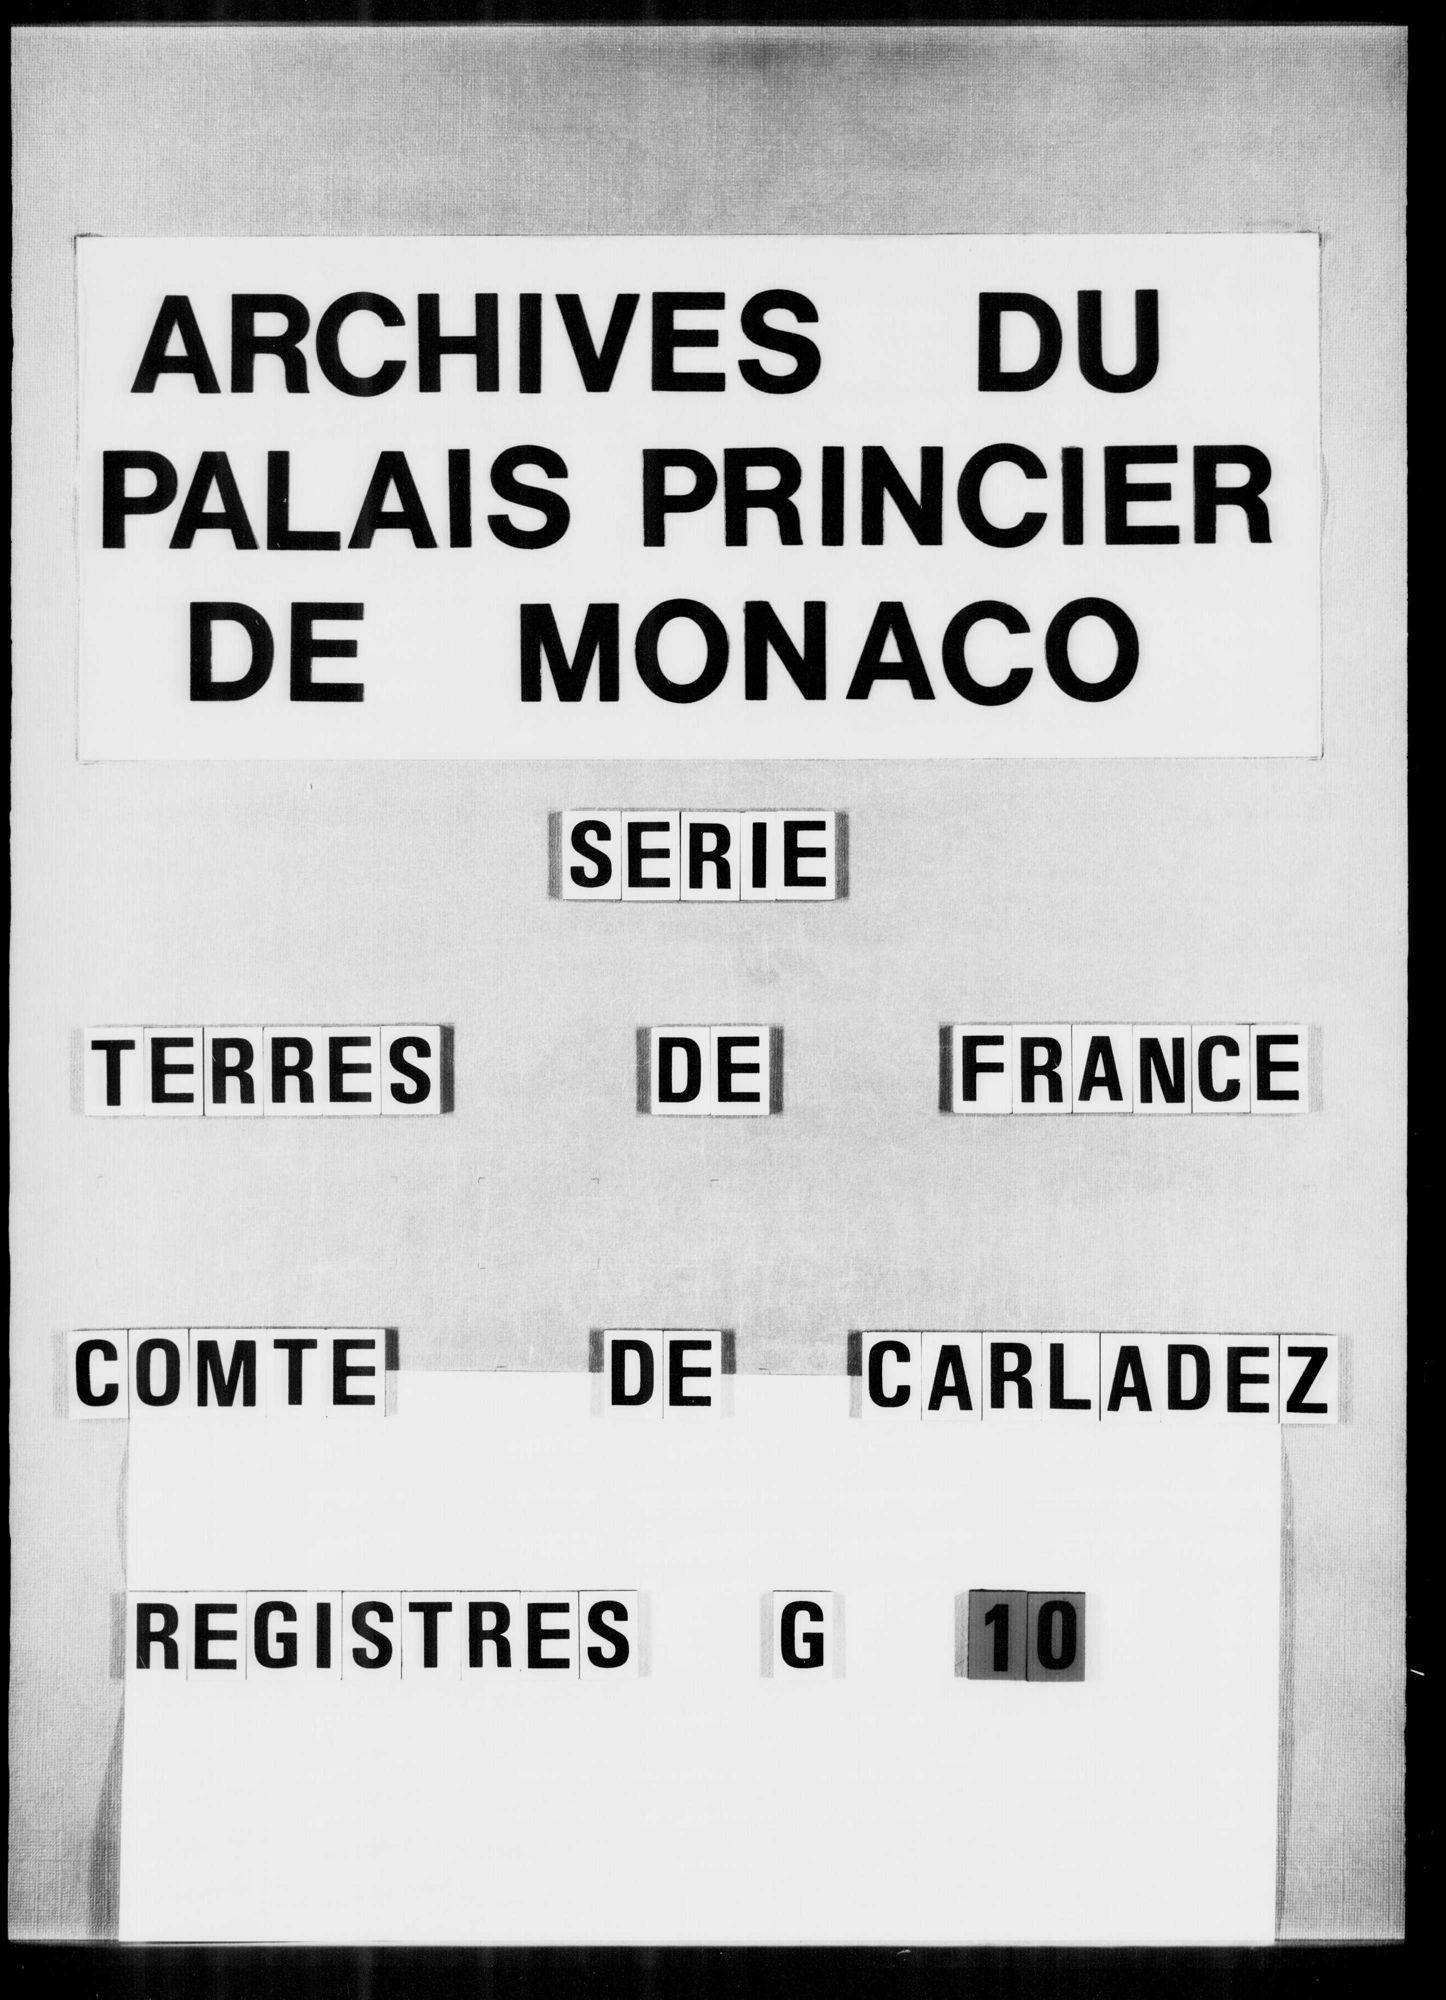 ARCHIVES DU
PALAIS PRINCIER
DE MONACO
SERIE
TERRES DE FRANCE
COMTE DE CARLADEZ
REGISTRES G 10